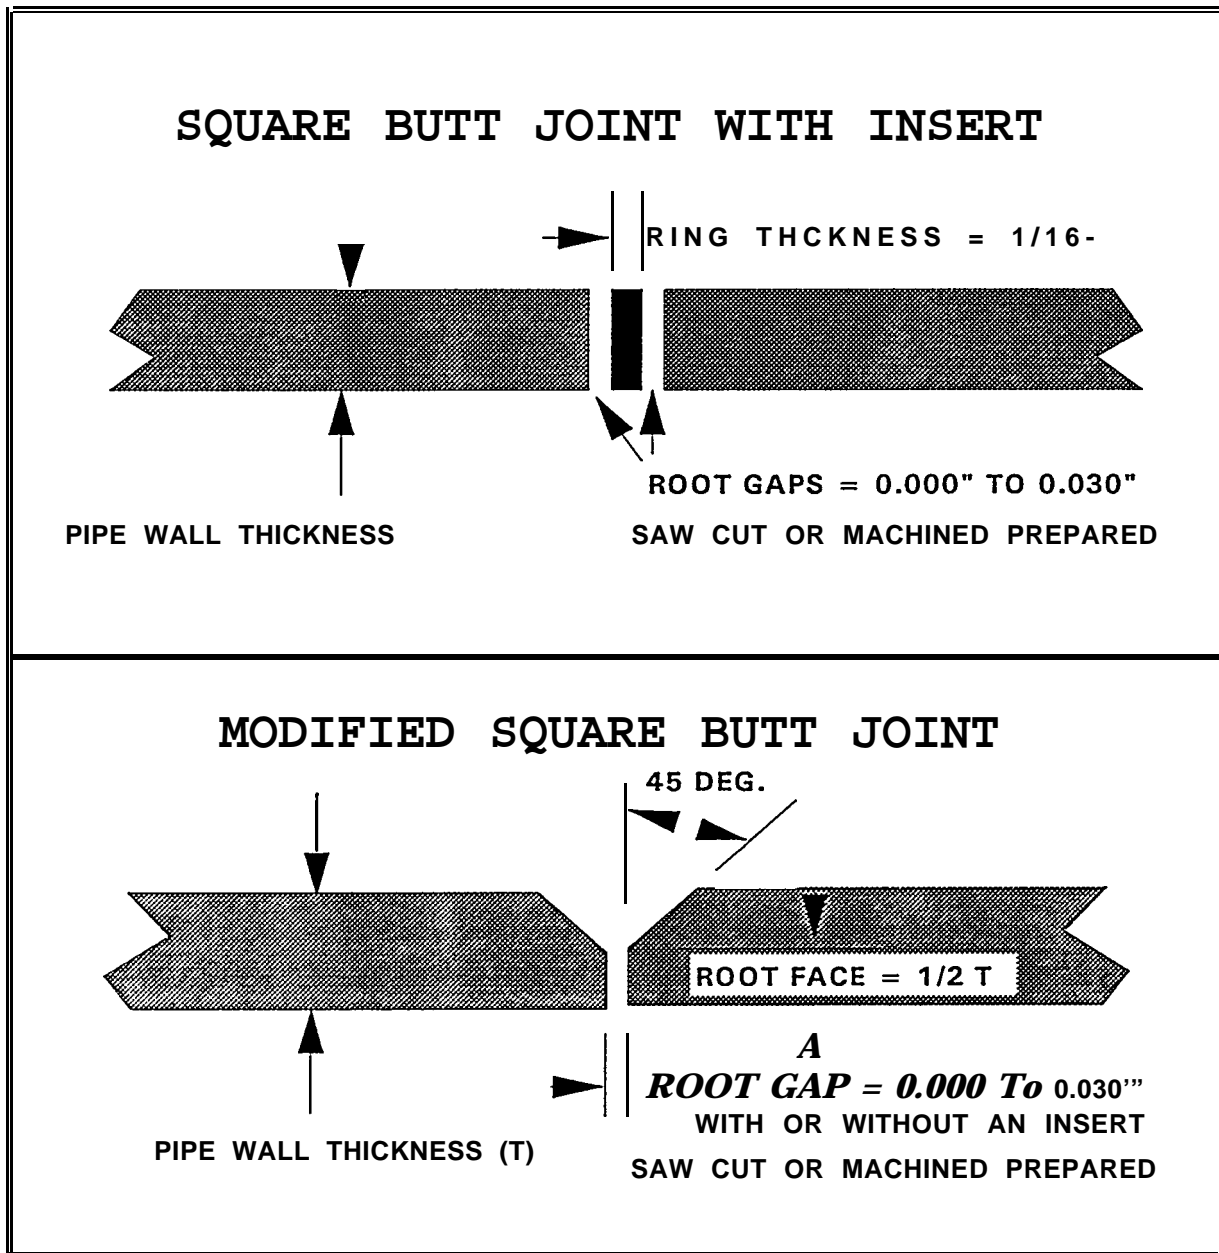 SQUARE BUTT JOINT WITH INSERT
RING THCKNESS = 1/16-
ROOT GAPS = 0.000" TO 0.030"
PIPE WALL THICKNESS
SAW CUT OR MACHINED PREPARED
MODIFIED SQUARE BUTT JOINT
45 DEG.
ROOT FACE = 1/2 T
A
ROOT GAP = 0.000 To 0.030'"
WITH OR WITHOUT AN INSERT
PIPE WALL THICKNESS (T)
SAW CUT OR MACHINED PREPARED